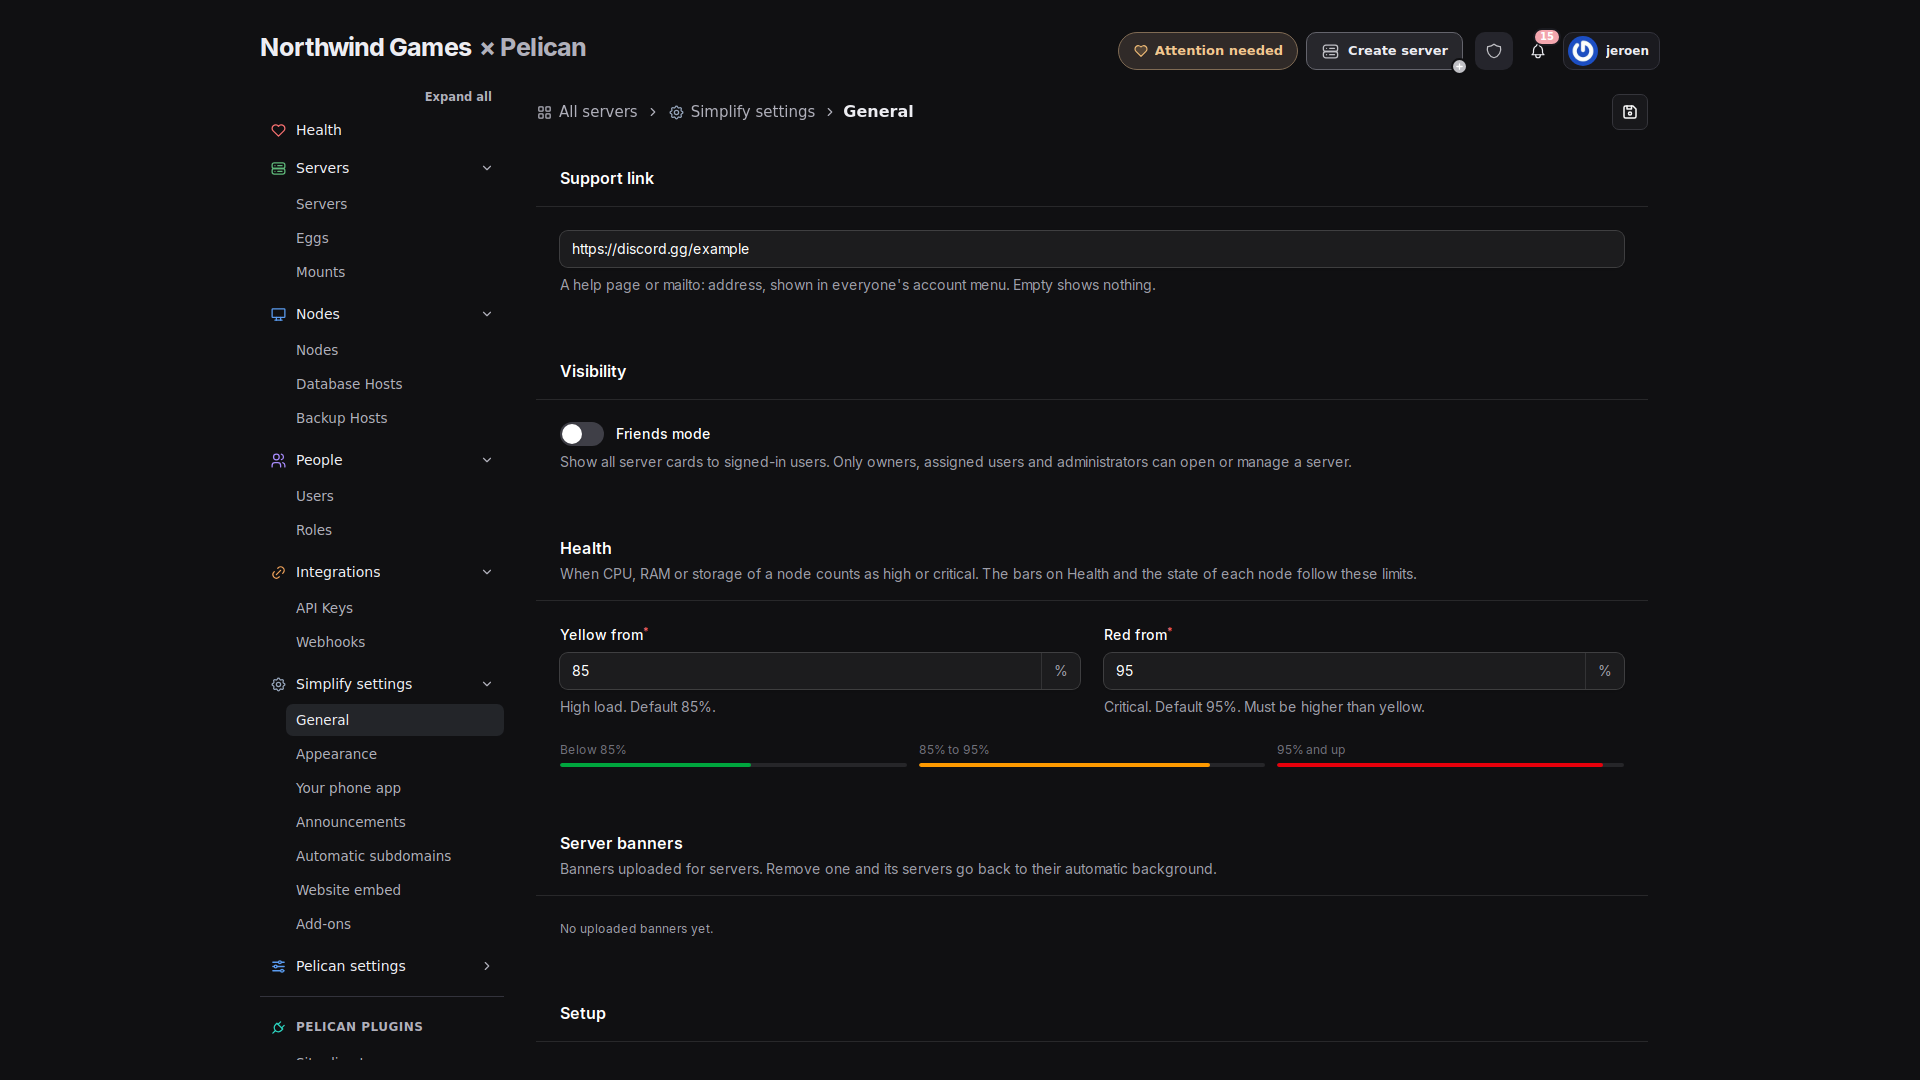 Northwind Games × Pelican
Attention needed
Create server
15
jeroen
Expand all
Health
Servers
Servers
Eggs
Mounts
Nodes
Nodes
Database Hosts
Backup Hosts
People
Users
Roles
Integrations
API Keys
Webhooks
Simplify settings
General
Appearance
Your phone app
Announcements
Automatic subdomains
Website embed
Add-ons
Pelican settings
PELICAN PLUGINS
All servers > Simplify settings > General
Support link
https://discord.gg/example
A help page or mailto: address, shown in everyone's account menu. Empty shows nothing.
Visibility
Friends mode
Show all server cards to signed-in users. Only owners, assigned users and administrators can open or manage a server.
Health
When CPU, RAM or storage of a node counts as high or critical. The bars on Health and the state of each node follow these limits.
Yellow from*
Red from*
85 %
95 %
High load. Default 85%.
Critical. Default 95%. Must be higher than yellow.
Below 85%
85% to 95%
95% and up
Server banners
Banners uploaded for servers. Remove one and its servers go back to their automatic background.
No uploaded banners yet.
Setup